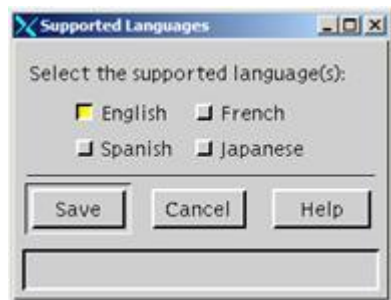 Supported Languages
Select the supported language(s):
English French
Spanish Japanese
Save Cancel Help